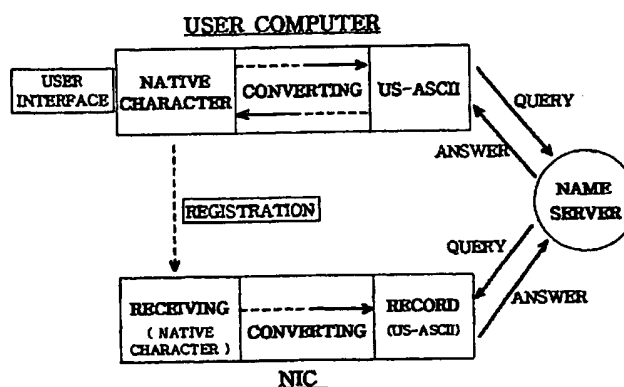 USER COMPUTER
USER
INTERFACE
NATIVE
CHARACTER
CONVERTING
US-ASCII
QUERY
ANSWER
REGISTRATION
NAME
SERVER
QUERY
ANSWER
RECEIVING
( NATIVE
CHARACTER )
CONVERTING
RECORD
(US-ASCII)
NIC